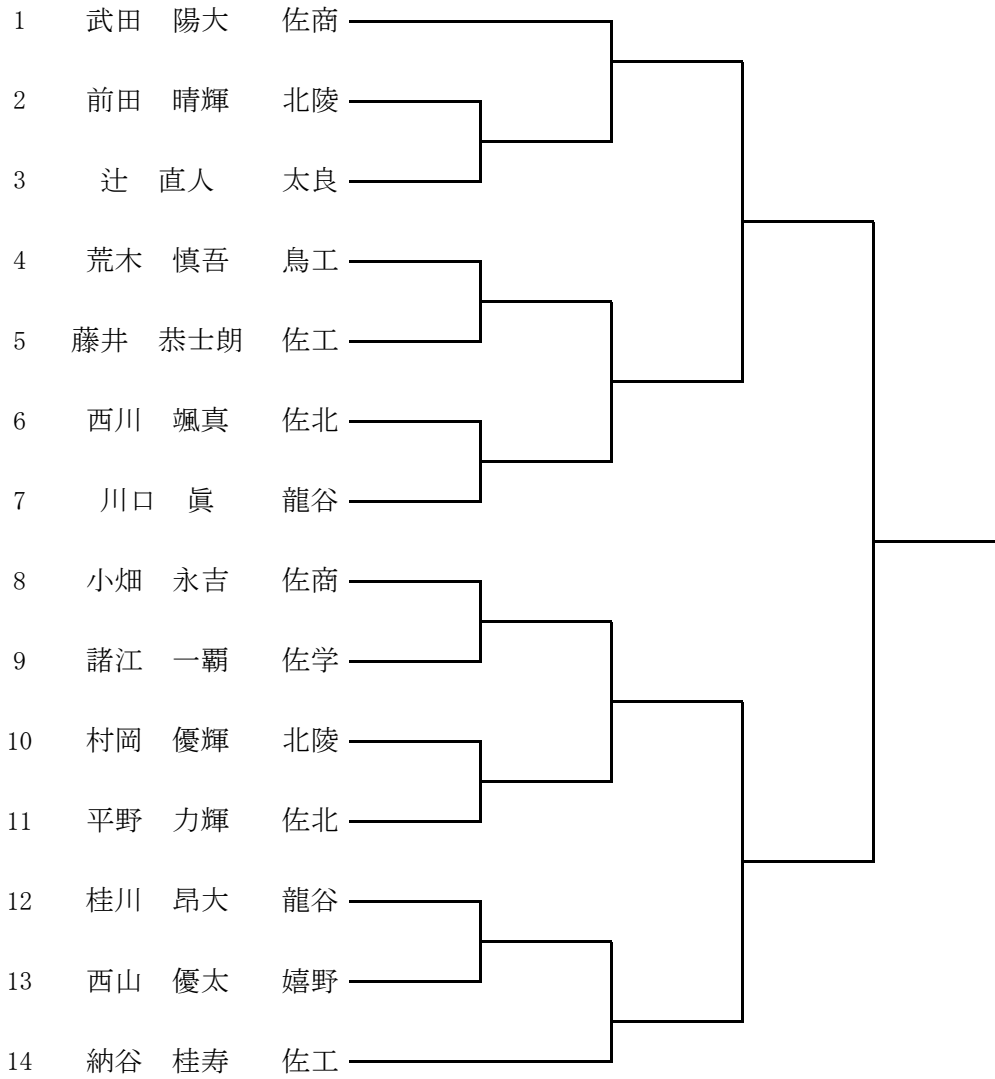 1 武田 陽大 佐商
2 前田 晴輝 北陵
3 辻 直人 太良
4 荒木 慎吾 鳥工
5 藤井 恭士朗 佐工
6 西川 颯真 佐北
7 川口 眞 龍谷
8 小畑 永吉 佐商
9 諸江 一覇 佐学
10 村岡 優輝 北陵
11 平野 力輝 佐北
12 桂川 昂大 龍谷
13 西山 優太 嬉野
14 納谷 桂寿 佐工